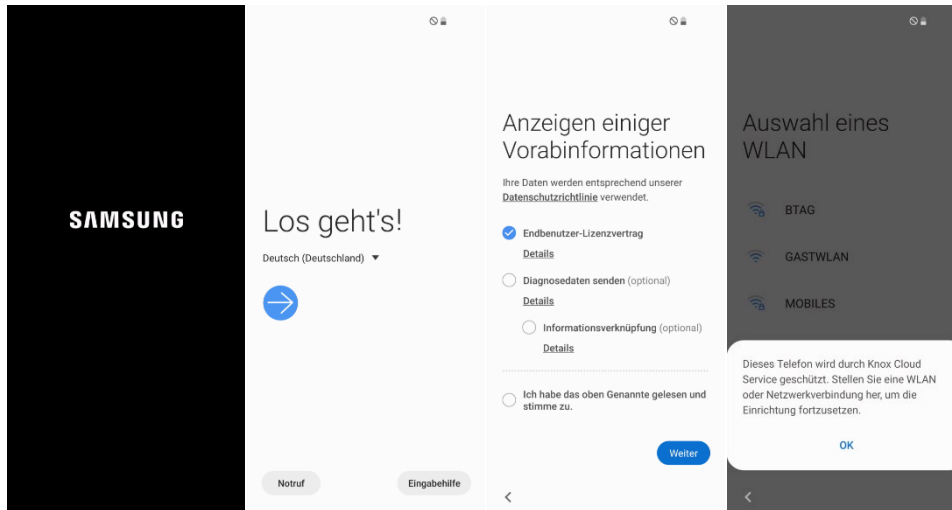 SAMSUNG
Los geht's!
Deutsch (Deutschland)
Notruf
Eingabehilfe
Anzeigen einiger
Vorabinformationen
Ihre Daten werden entsprechend unserer
Datenschutzrichtlinie verwendet.
Endbenutzer-Lizenzvertrag
Details
Diagnosedaten senden (optional)
Details
Informationsverknüpfung (optional)
Details
Ich habe das oben Genannte gelesen und
stimme zu.
Weiter
Auswahl eines
WLAN
BTAG
GASTWLAN
MOBILES
Dieses Telefon wird durch Knox Cloud
Service geschützt. Stellen Sie eine WLAN
oder Netzwerkverbindung her, um die
Einrichtung fortzusetzen.
OK